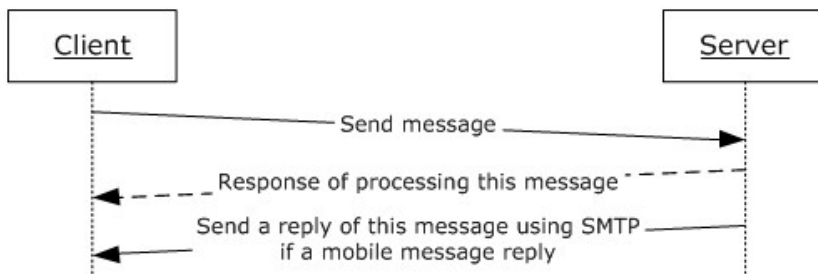 Client
Server
Send message
Response of processing this message
Send a reply of this message using SMTP
if a mobile message reply